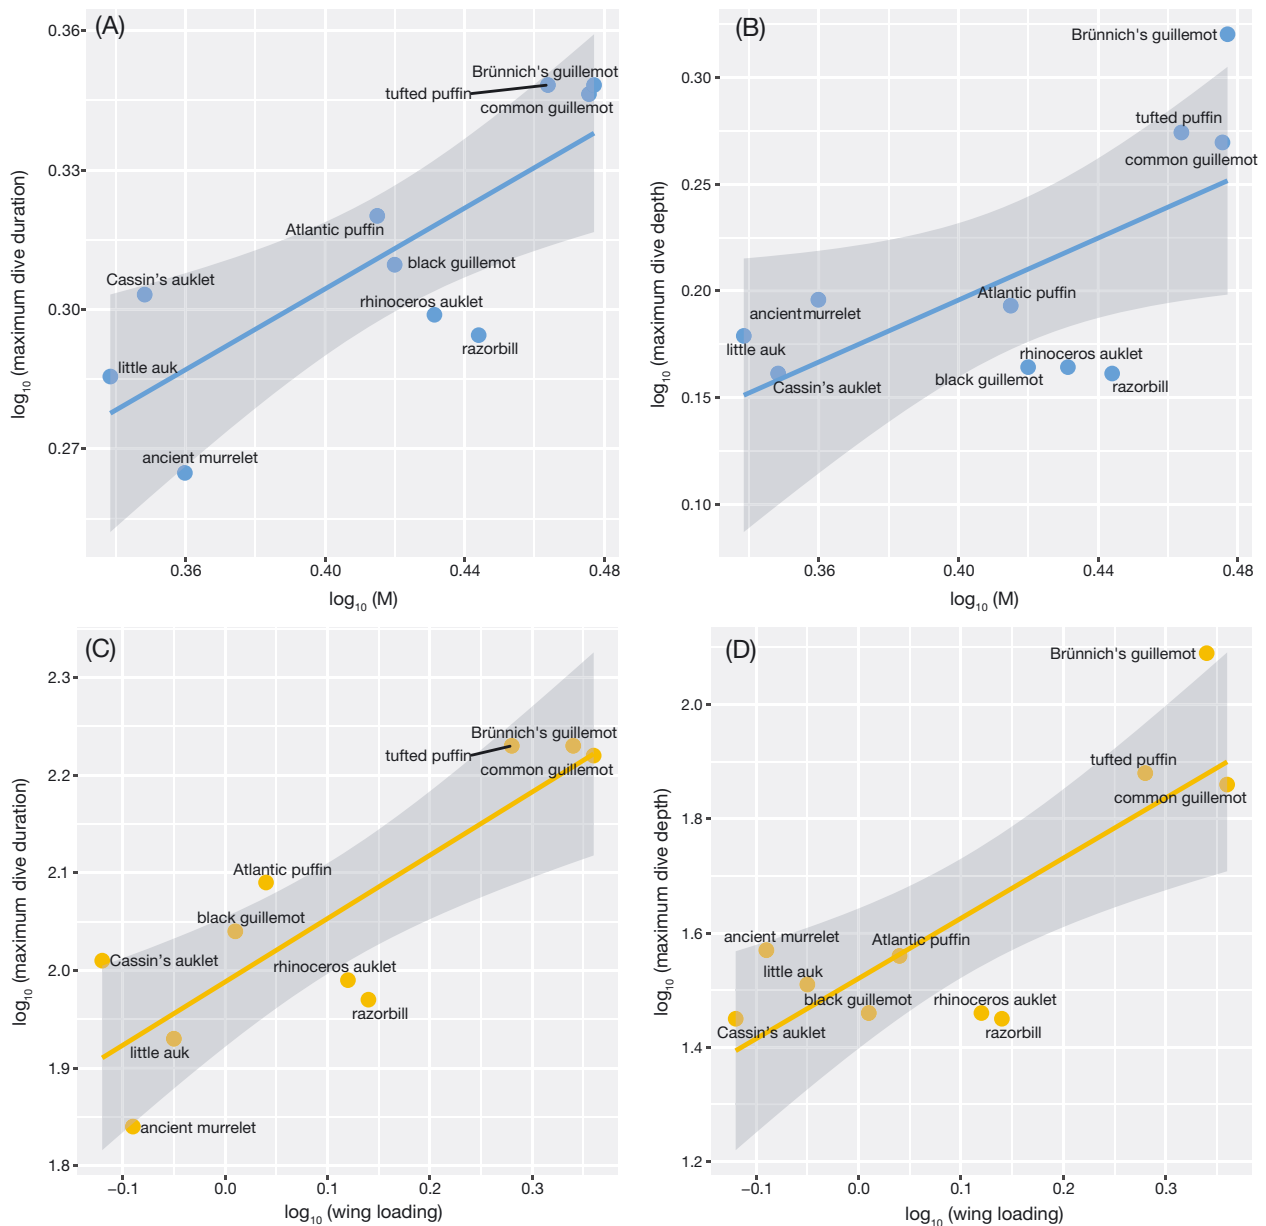 (A)
0.36
0.33
0.30
0.27
log10 (maximum dive duration)
Brünnich's guillemot
tufted puffin
common guillemot
Atlantic puffin
black guillemot
Cassin's auklet
rhinoceros auklet
razorbill
little auk
ancient murrelet
0.36 0.40 0.44 0.48
log10 (M)
(B)
0.30
0.25
0.20
0.15
0.10
log10 (maximum dive depth)
Brünnich's guillemot
tufted puffin
common guillemot
Atlantic puffin
ancient murrelet
little auk
rhinoceros auklet
black guillemot
Cassin's auklet
razorbill
0.36 0.40 0.44 0.48
log10 (M)
(C)
2.3
2.2
2.1
2.0
1.9
1.8
log10 (maximum dive duration)
Brünnich's guillemot
tufted puffin
common guillemot
Atlantic puffin
black guillemot
Cassin's auklet
rhinoceros auklet
razorbill
little auk
ancient murrelet
−0.1 0.0 0.1 0.2 0.3
log10 (wing loading)
(D)
2.0
1.8
1.6
1.4
1.2
log10 (maximum dive depth)
Brünnich's guillemot
tufted puffin
common guillemot
ancient murrelet
Atlantic puffin
little auk
black guillemot
rhinoceros auklet
Cassin's auklet
razorbill
−0.1 0.0 0.1 0.2 0.3
log10 (wing loading)